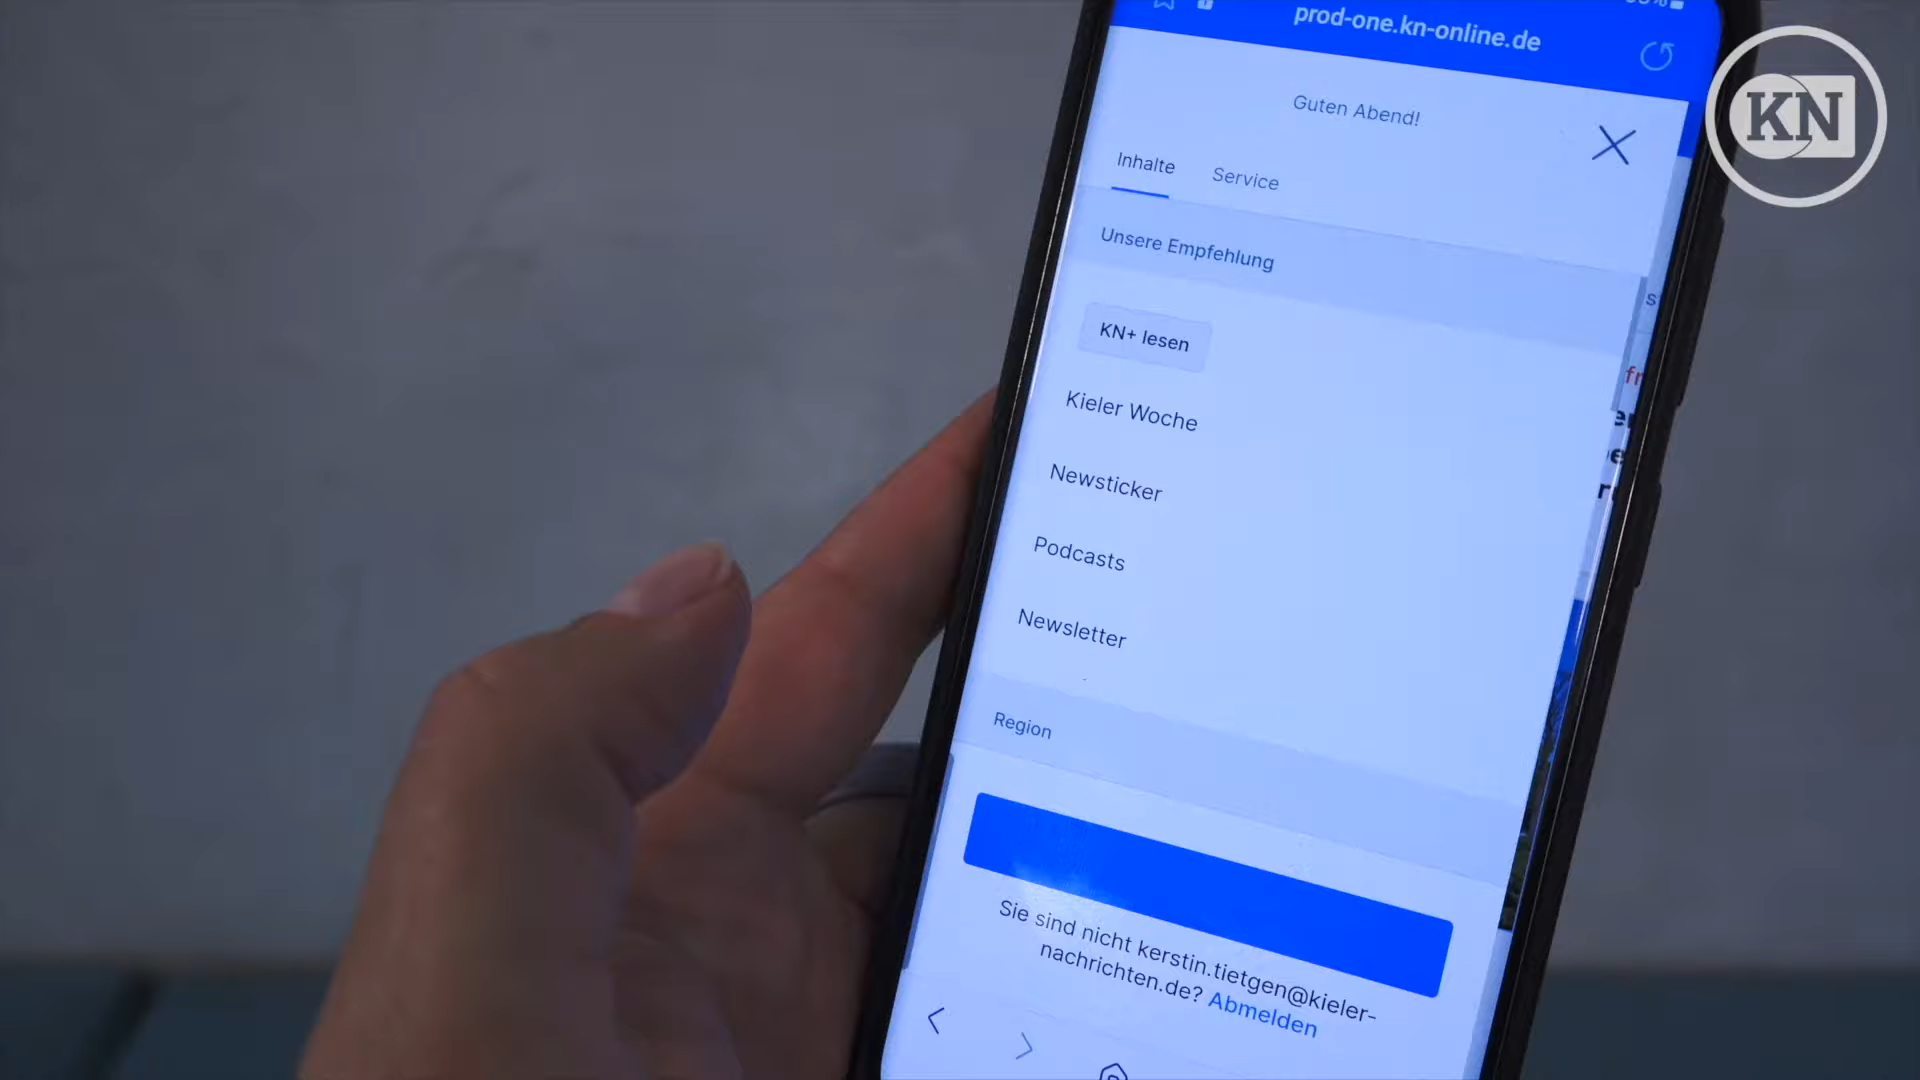 prod-one.kn-online.de
KN
Guten Abend!
Inhalte
Service
Unsere Empfehlung
KN+ lesen
Kieler Woche
Newsticker
Podcasts
Newsletter
Region
Sie sind nicht kerstin.tietgen@kieler-
nachrichten.de? Abmelden